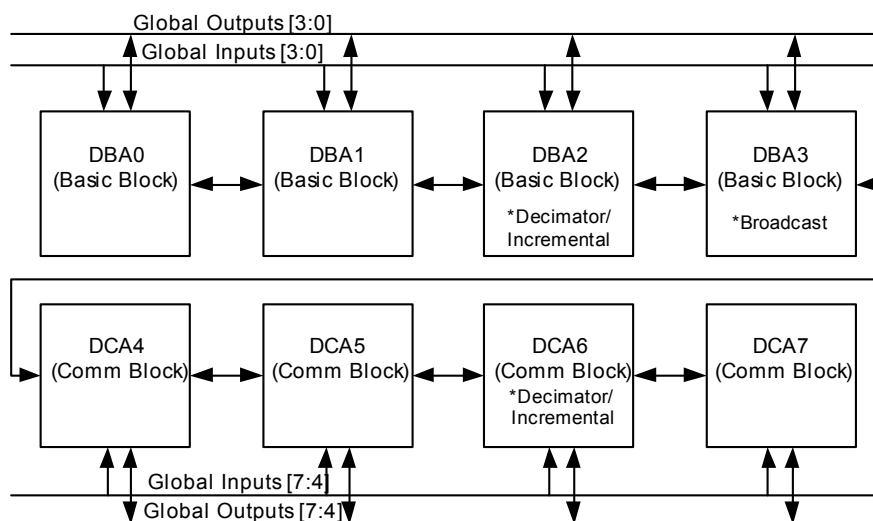 Global Outputs [3:0]
Global Inputs [3:0]
DBA0
(Basic Block)
DBA1
(Basic Block)
DBA2
(Basic Block)
*Decimator/
Incremental
DBA3
(Basic Block)
*Broadcast
DCA4
(Comm Block)
DCA5
(Comm Block)
DCA6
(Comm Block)
*Decimator/
Incremental
DCA7
(Comm Block)
Global Inputs [7:4]
Global Outputs [7:4]